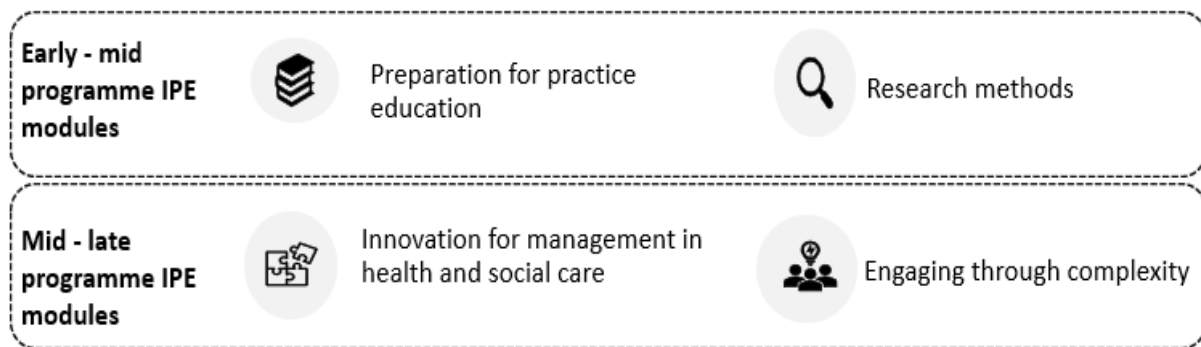 Early - mid
programme IPE
modules
Preparation for practice
education
Research methods
Mid - late
programme IPE
modules
Innovation for management in
health and social care
Engaging through complexity